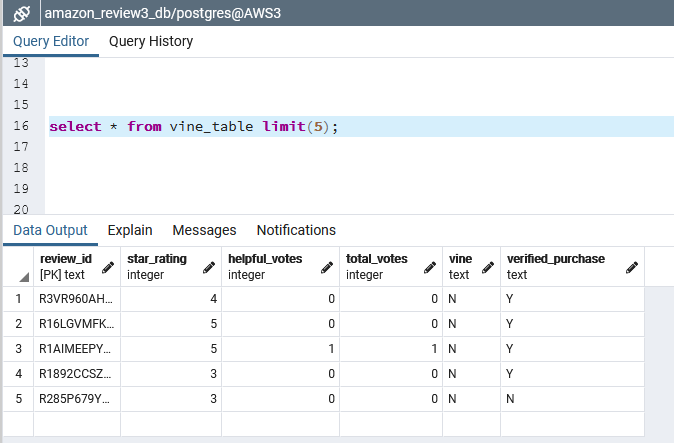 amazon_review3_db/postgres@AWS3
Query Editor Query History
13
14
15
16 select * from vine_table limit(5);
17
18
19
20
Data Output Explain Messages Notifications
review_id star_rating helpful_votes total_votes vine verified_purchase
[PK] text integer integer integer text text
1 R3VR960AH... 4 0 0 N Y
2 R16LGVMFK... 5 0 0 N Y
3 R1AIMEEPY... 5 1 1 N Y
4 R1892CCSZ... 3 0 0 N Y
5 R285P679Y... 3 0 0 N N